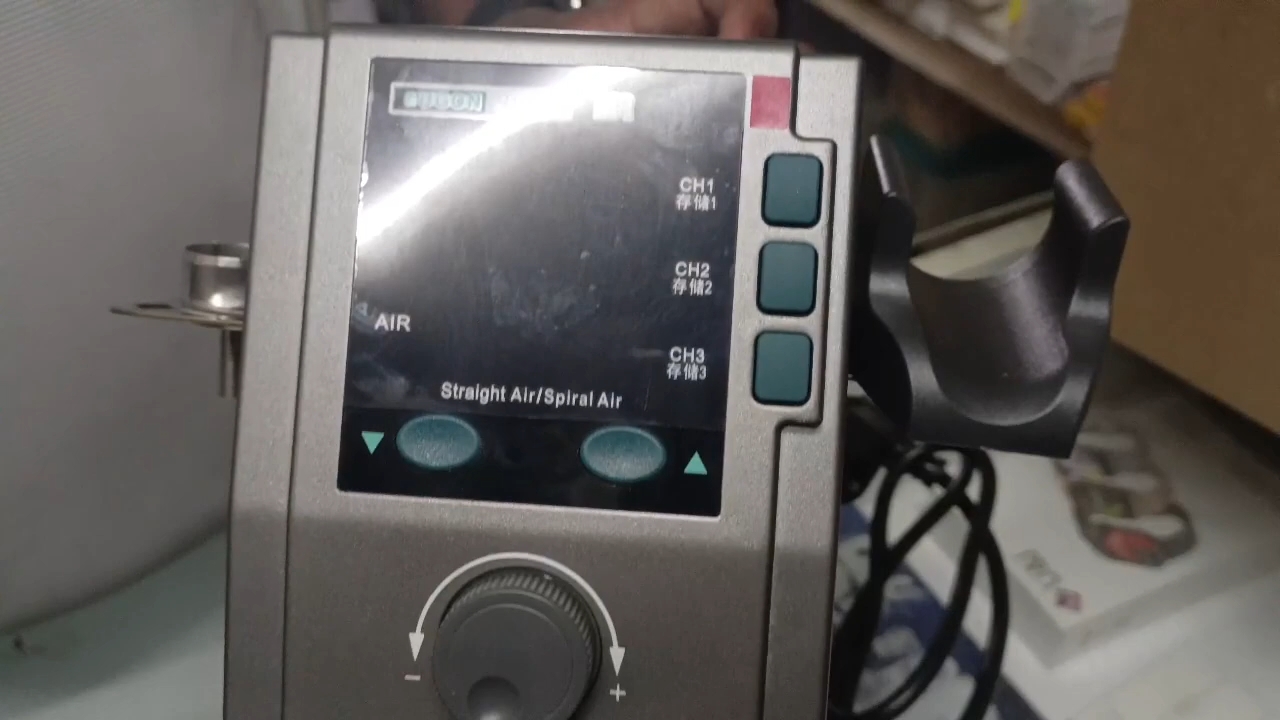 SUGON
CH1
存储1
CH2
存储2
AIR
CH3
存储3
Straight Air/Spiral Air
−
+